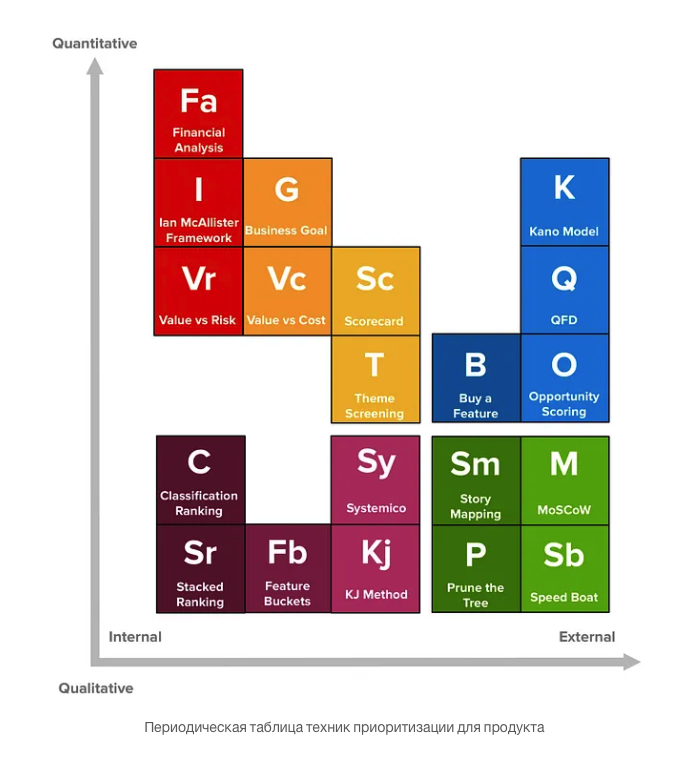 Quantitative
Fa
Financial
Analysis
I
Ian McAllister
Framework
G
Business Goal
K
Kano Model
Vr
Value vs Risk
Vc
Value vs Cost
Sc
Scorecard
Q
QFD
T
Theme
Screening
B
Buy a
Feature
O
Opportunity
Scoring
C
Classification
Ranking
Sy
Systemico
Sm
Story
Mapping
M
MoSCoW
Sr
Stacked
Ranking
Fb
Feature
Buckets
Kj
KJ Method
P
Prune the
Tree
Sb
Speed Boat
Internal
External
Qualitative
Периодическая таблица техник приоритизации для продукта